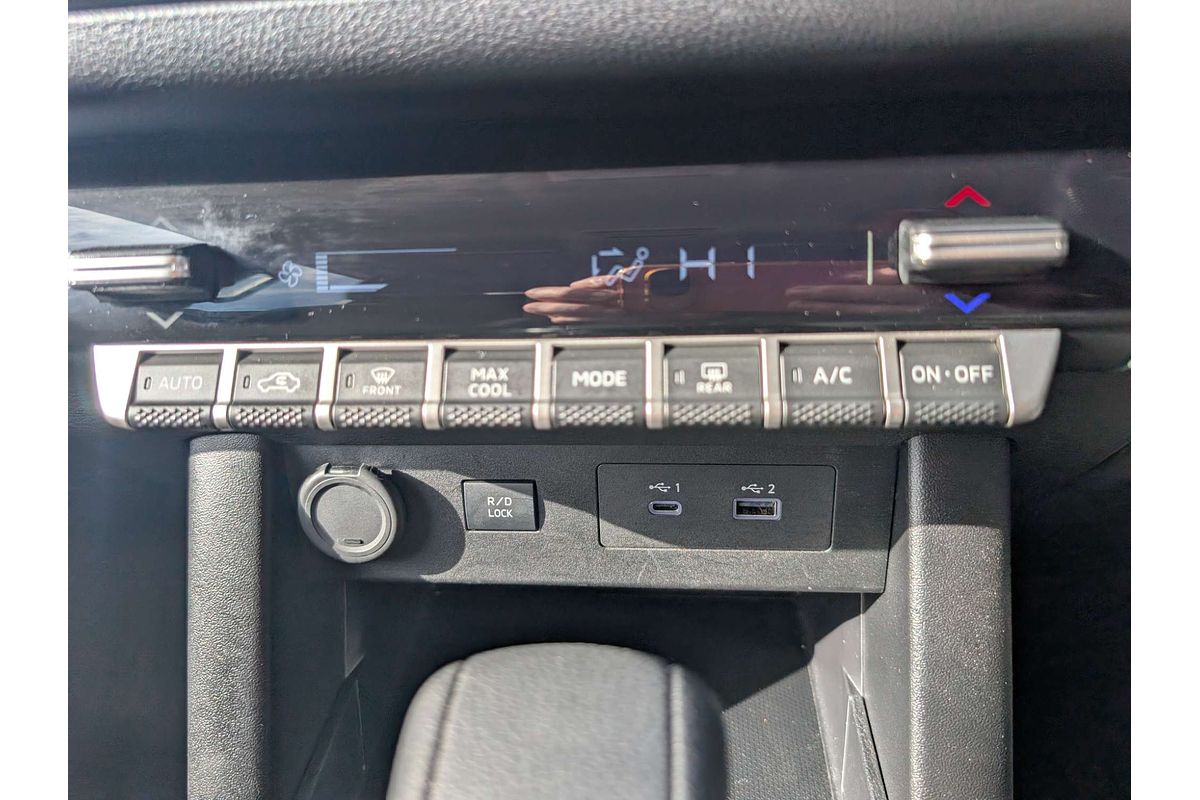 HI
AUTO
FRONT
MAX
COOL
MODE
REAR
A/C
ON·OFF
R/D
LOCK
1
2